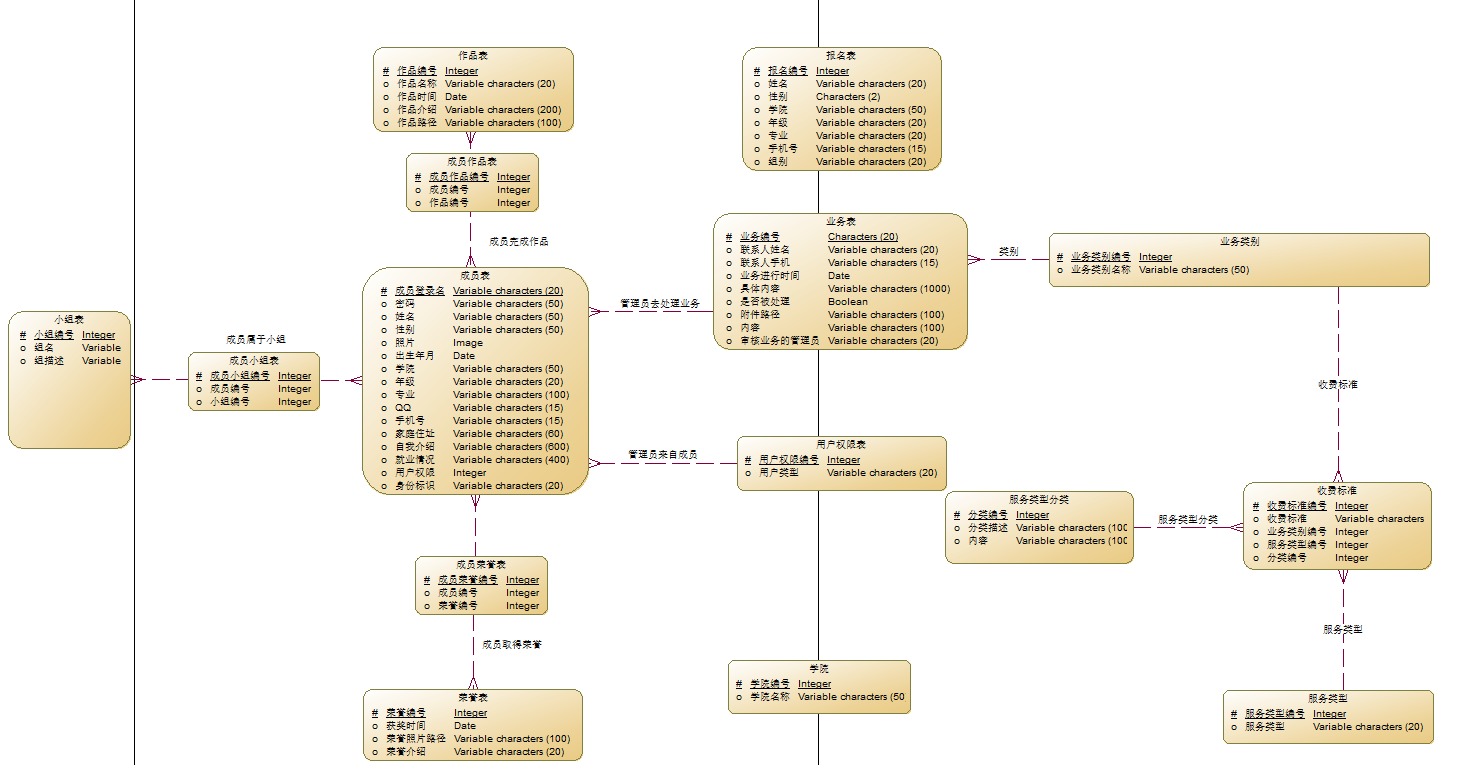 作品表
# 作品编号 Integer
o 作品名称 Variable characters (20)
o 作品时间 Date
o 作品介绍 Variable characters (200)
o 作品路径 Variable characters (100)
报名表
# 报名编号 Integer
o 姓名 Variable characters (20)
o 性别 Characters (2)
o 学院 Variable characters (50)
o 年级 Variable characters (20)
o 专业 Variable characters (20)
o 手机号 Variable characters (15)
o 组别 Variable characters (20)
成员作品表
# 成员作品编号 Integer
o 成员编号 Integer
o 作品编号 Integer
成员完成作品
业务表
# 业务编号 Characters (20)
o 联系人姓名 Variable characters (20)
o 联系人手机 Variable characters (15)
o 业务进行时间 Date
o 具体内容 Variable characters (1000)
o 是否被处理 Boolean
o 附件路径 Variable characters (100)
o 内容 Variable characters (100)
o 审核业务的管理员 Variable characters (20)
类别
业务类别
# 业务类别编号 Integer
o 业务类别名称 Variable characters (50)
成员表
# 成员登录名 Variable characters (20)
o 密码 Variable characters (50)
o 姓名 Variable characters (50)
o 性别 Variable characters (50)
o 照片 Image
o 出生年月 Date
o 学院 Variable characters (50)
o 年级 Variable characters (20)
o 专业 Variable characters (100)
o QQ Variable characters (15)
o 手机号 Variable characters (15)
o 家庭住址 Variable characters (60)
o 自我介绍 Variable characters (600)
o 就业情况 Variable characters (400)
o 用户权限 Integer
o 身份标识 Variable characters (20)
管理员去处理业务
小组表
# 小组编号 Integer
o 组名 Variable
o 组描述 Variable
成员属于小组
成员小组表
# 成员小组编号 Integer
o 成员编号 Integer
o 小组编号 Integer
收费标准
管理员来自成员
用户权限表
# 用户权限编号 Integer
o 用户类型 Variable characters (20)
服务类型分类
# 分类编号 Integer
o 分类描述 Variable characters (100
o 内容 Variable characters (100
服务类型分类
收费标准
# 收费标准编号 Integer
o 收费标准 Variable characters
o 业务类别编号 Integer
o 服务类型编号 Integer
o 分类编号 Integer
成员荣誉表
# 成员荣誉编号 Integer
o 成员编号 Integer
o 荣誉编号 Integer
成员取得荣誉
服务类型
学院
# 学院编号 Integer
o 学院名称 Variable characters (50
荣誉表
# 荣誉编号 Integer
o 获奖时间 Date
o 荣誉照片路径 Variable characters (100)
o 荣誉介绍 Variable characters (20)
服务类型
# 服务类型编号 Integer
o 服务类型 Variable characters (20)